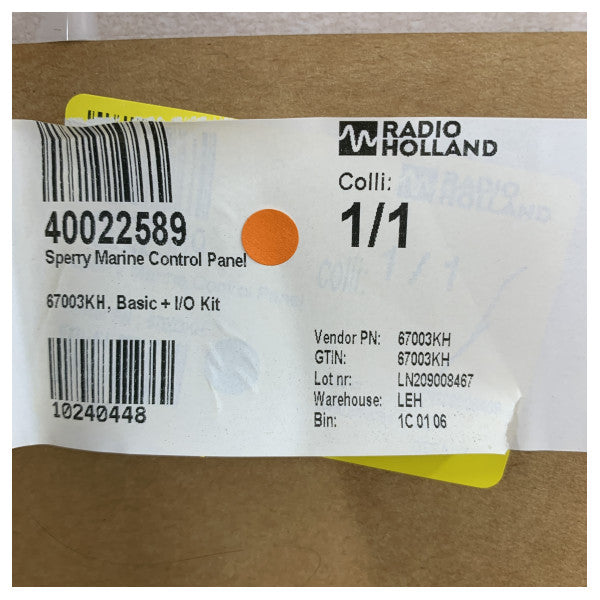 RADIO
HOLLAND
Colli:
1/1
40022589
Sperry Marine Control Panel
67003KH, Basic + I/O Kit
10240448
Vendor PN: 67003KH
GTIN: 67003KH
Lot nr: LN209008467
Warehouse: LEH
Bin: 1C 01 06